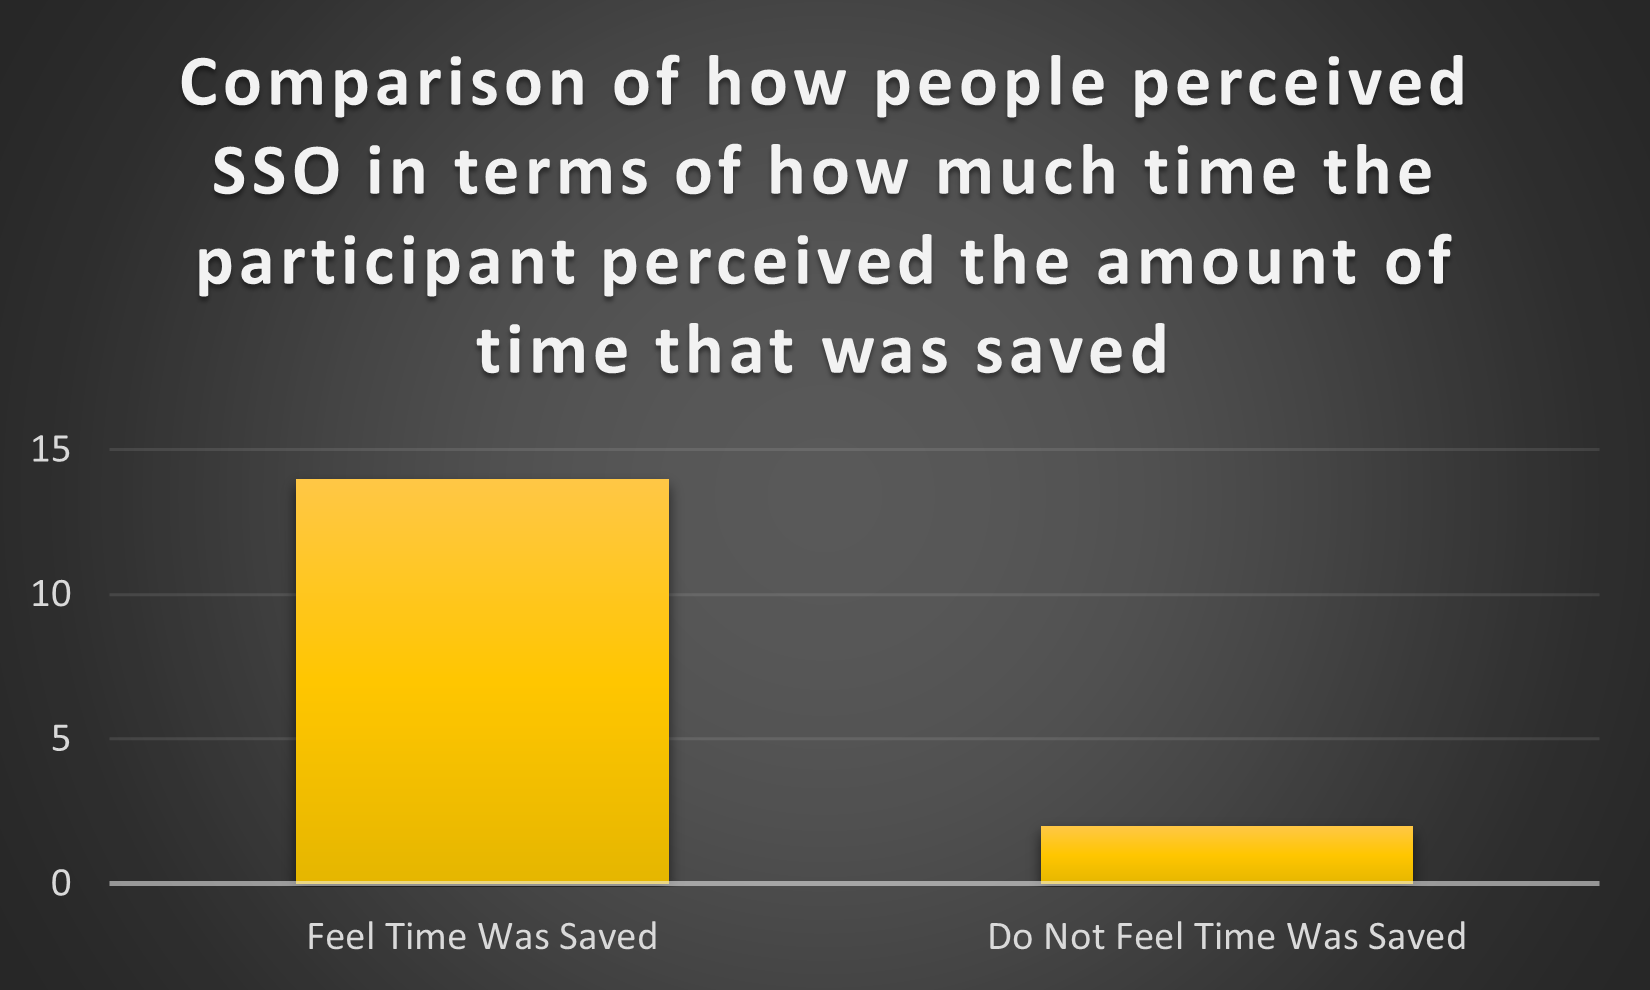 Comparison of how people perceived
SSO in terms of how much time the
participant perceived the amount of
time that was saved
15
10
5
0
Feel Time Was Saved
Do Not Feel Time Was Saved